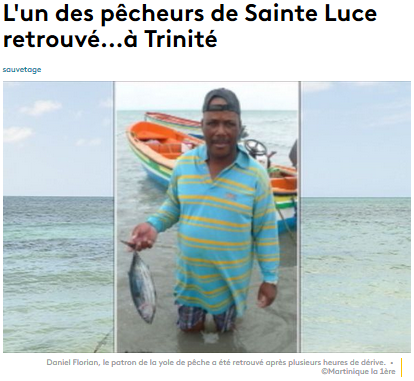 L'un des pêcheurs de Sainte Luce
retrouvé...à Trinité
sauvetage
Daniel Florian, le patron de la yole de pêche a été retrouvé après plusieurs heures de dérive. •
©Martinique la 1ère